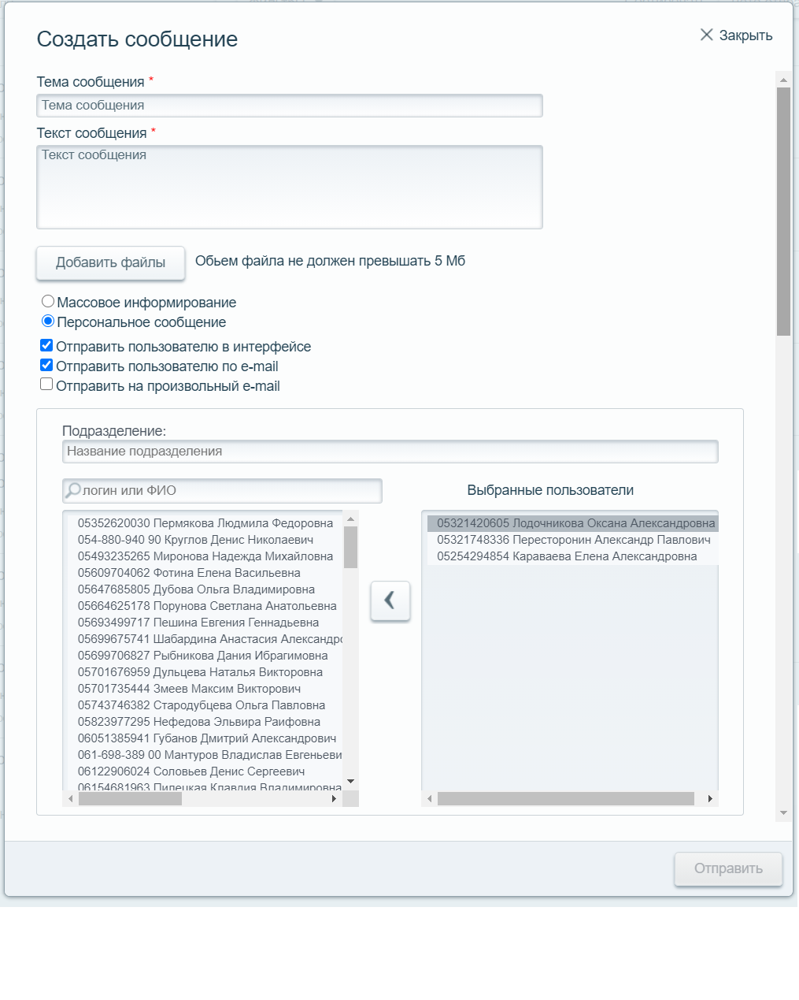 Создать сообщение
Закрыть
Тема сообщения *
Тема сообщения
Текст сообщения *
Текст сообщения
Добавить файлы
Обьем файла не должен превышать 5 Мб
Массовое информирование
Персональное сообщение
Отправить пользователю в интерфейсе
Отправить пользователю по e-mail
Отправить на произвольный e-mail
Подразделение:
Название подразделения
логин или ФИО
Выбранные пользователи
05352620030 Пермякова Людмила Федоровна
054-880-940 90 Круглов Денис Николаевич
05493235265 Миронова Надежда Михайловна
05609704062 Фотина Елена Васильевна
05647685805 Дубова Ольга Владимировна
05664625178 Порунова Светлана Анатольевна
05693499717 Пешина Евгения Геннадьевна
05699675741 Шабардина Анастасия Александро
05699706827 Рыбникова Дания Ибрагимовна
05701676959 Дульцева Наталья Викторовна
05701735444 Змеев Максим Викторович
05743746382 Стародубцева Ольга Павловна
05823977295 Нефедова Эльвира Раифовна
06051385941 Губанов Дмитрий Александрович
061-698-389 00 Мантуров Владислав Евгеньеви
06122906024 Соловьев Денис Сергеевич
06154681963 Пилецкая Клавдия Владимировна
05321420605 Лодочникова Оксана Александровна
05321748336 Пересторонин Александр Павлович
05254294854 Караваева Елена Александровна
Отправить